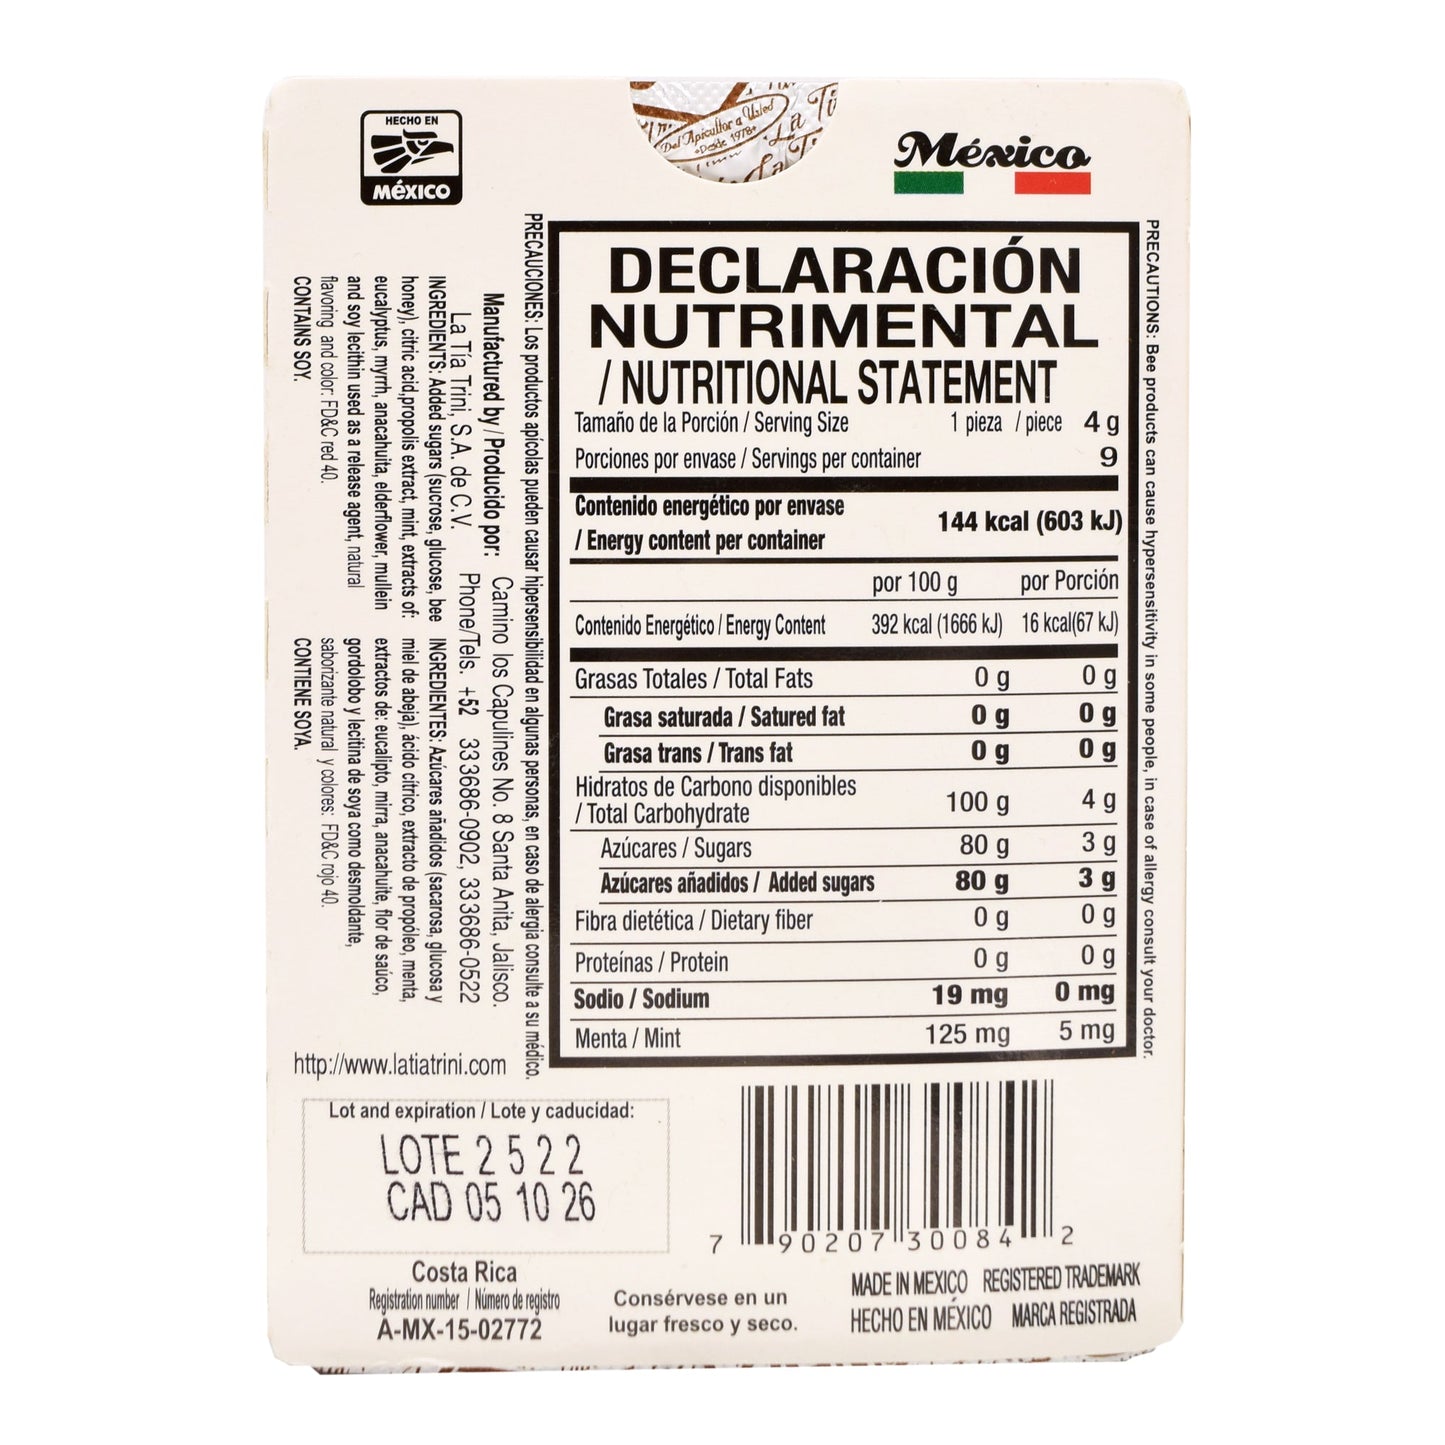 HECHO EN
MéXICO
Del Apicultor a Usted
•Desde 1978•
México
DECLARACIÓN
NUTRIMENTAL
/ NUTRITIONAL STATEMENT
Tamaño de la Porción / Serving Size 1 pieza / piece 4 g
Porciones por envase / Servings per container 9
Contenido energético por envase
/ Energy content per container 144 kcal (603 kJ)
por 100 g por Porción
Contenido Energético / Energy Content 392 kcal (1666 kJ) 16 kcal(67 kJ)
Grasas Totales / Total Fats 0 g 0 g
Grasa saturada / Satured fat 0 g 0 g
Grasa trans / Trans fat 0 g 0 g
Hidratos de Carbono disponibles
/ Total Carbohydrate 100 g 4 g
Azúcares / Sugars 80 g 3 g
Azúcares añadidos / Added sugars 80 g 3 g
Fibra dietética / Dietary fiber 0 g 0 g
Proteínas / Protein 0 g 0 g
Sodio / Sodium 19 mg 0 mg
Menta / Mint 125 mg 5 mg
PRECAUTIONS: Bee products can cause hypersensitivity in some people, in case of allergy consult your doctor.
PRECAUCIONES: Los productos apícolas pueden causar hipersensibilidad en algunas personas, en caso de alergia consulte a su médico.
Manufactured by / Producido por: Camino los Capulines No. 8 Santa Anita, Jalisco.
La Tía Trini, S.A. de C.V. Phone/Tels. +52 333686-0902, 333686-0522
INGREDIENTS: Added sugars (sucrose, glucose, bee
honey), citric acid,propolis extract, mint, extracts of:
eucalyptus, myrrh, anacahuita, elderflower, mullein
and soy lecithin used as a release agent, natural
flavoring and color: FD&C red 40.
CONTAINS SOY.
INGREDIENTES: Azúcares añadidos (sacarosa, glucosa y
miel de abeja), ácido cítrico, extracto de propóleo, menta,
extractos de: eucalipto, mirra, anacahuite, flor de saúco,
gordolobo y lecitina de soya como desmoldante,
saborizante natural y colores: FD&C rojo 40.
CONTIENE SOYA.
http://www.latiatrini.com
Lot and expiration / Lote y caducidad:
LOTE 2522
CAD 05 10 26
Costa Rica
Registration number / Número de registro
A-MX-15-02772
7 90207 30084 2
Consérvese en un
lugar fresco y seco.
MADE IN MEXICO REGISTERED TRADEMARK
HECHO EN MÉXICO MARCA REGISTRADA